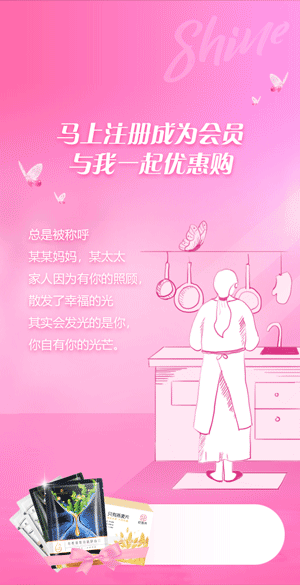 Shine
马上注册成为会员
与我一起优惠购
总是被称呼
某某妈妈，某太太
家人因为有你的照顾，
散发了幸福的光
其实会发光的是你，
你自有你的光芒。